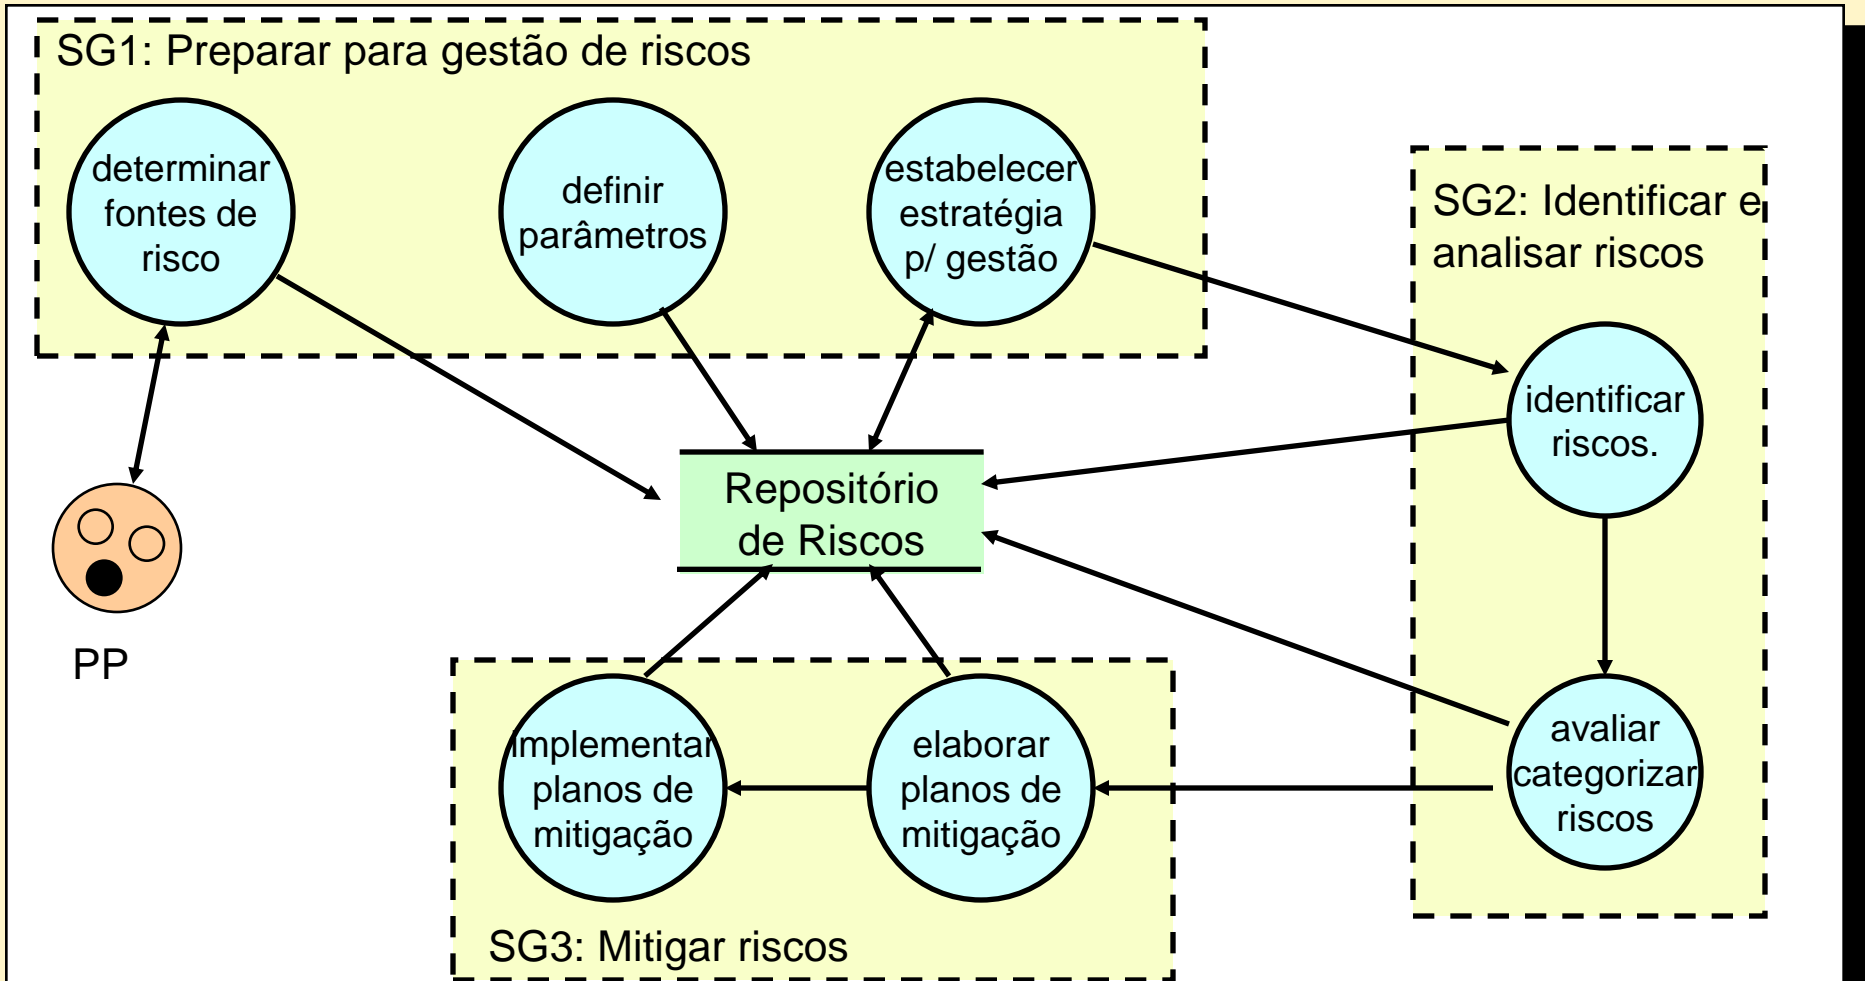 SG1: Preparar para gestão de riscos
determinar
fontes de
risco
definir
parâmetros
estabelecer
estratégia
p/ gestão
SG2: Identificar e
analisar riscos
identificar
riscos.
Repositório
de Riscos
PP
implementar
planos de
mitigação
elaborar
planos de
mitigação
avaliar
categorizar
riscos
SG3: Mitigar riscos